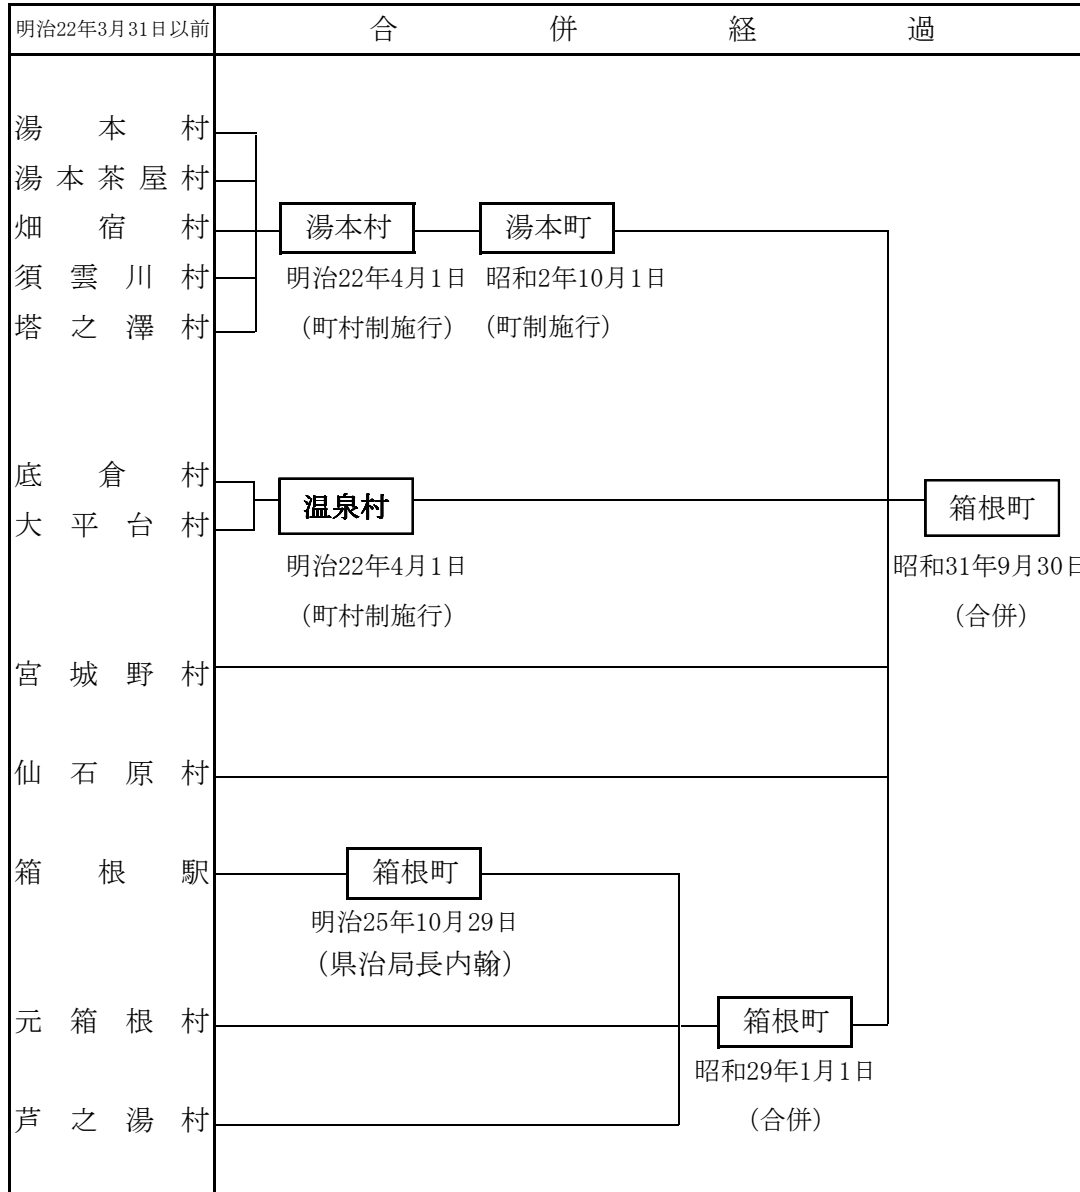 明治22年3月31日以前
合併経過
湯本村
湯本茶屋村
畑宿村
須雲川村
塔之澤村
湯本村
湯本町
明治22年4月1日
昭和2年10月1日
(町村制施行)
(町制施行)
底倉村
大平台村
温泉村
明治22年4月1日
(町村制施行)
箱根町
昭和31年9月30日
(合併)
宮城野村
仙石原村
箱根駅
箱根町
明治25年10月29日
(県治局長内翰)
元箱根村
箱根町
昭和29年1月1日
(合併)
芦之湯村